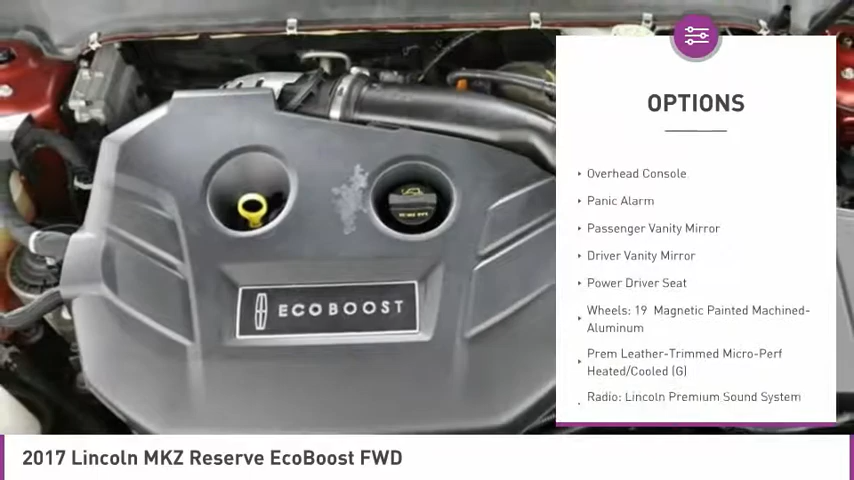 OPTIONS
Overhead Console
Panic Alarm
Passenger Vanity Mirror
Driver Vanity Mirror
Power Driver Seat
Wheels: 19 Magnetic Painted Machined-
Aluminum
Prem Leather-Trimmed Micro-Perf
Heated/Cooled (G)
Radio: Lincoln Premium Sound System
ECOBOOST
2017 Lincoln MKZ Reserve EcoBoost FWD